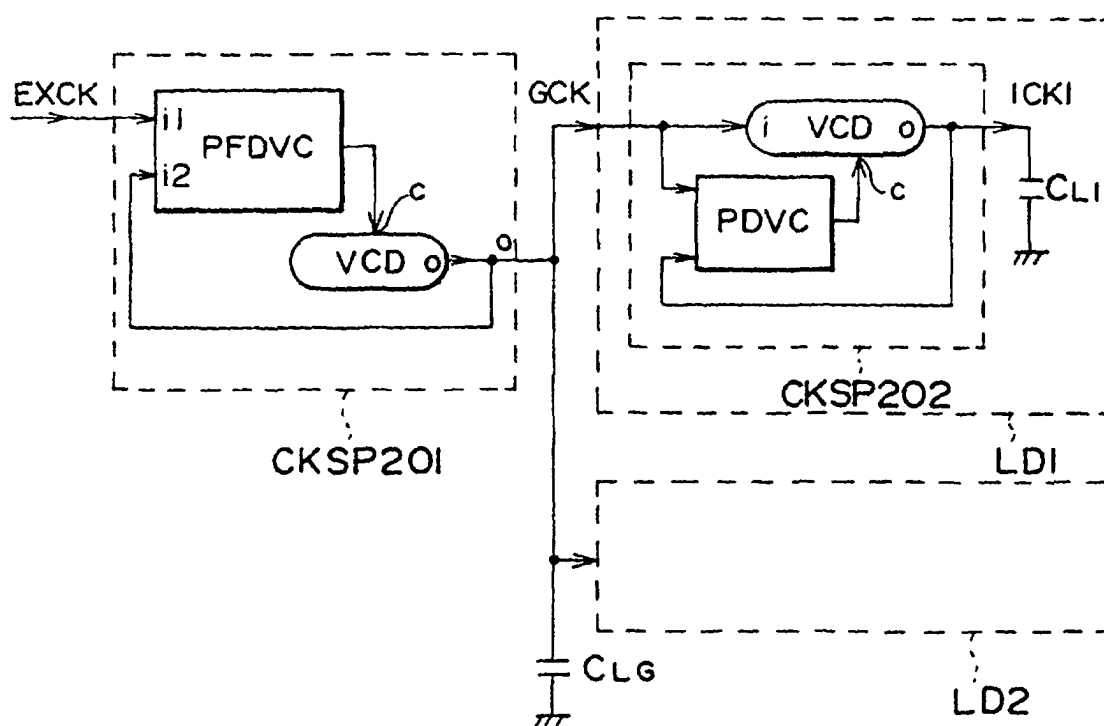 EXCK
i1
PFDVC
i2
C
VCD
o
o
CKSP201
GCK
i
VCD
o
ICK1
PDVC
C
CL1
CKSP202
LD1
CLG
LD2